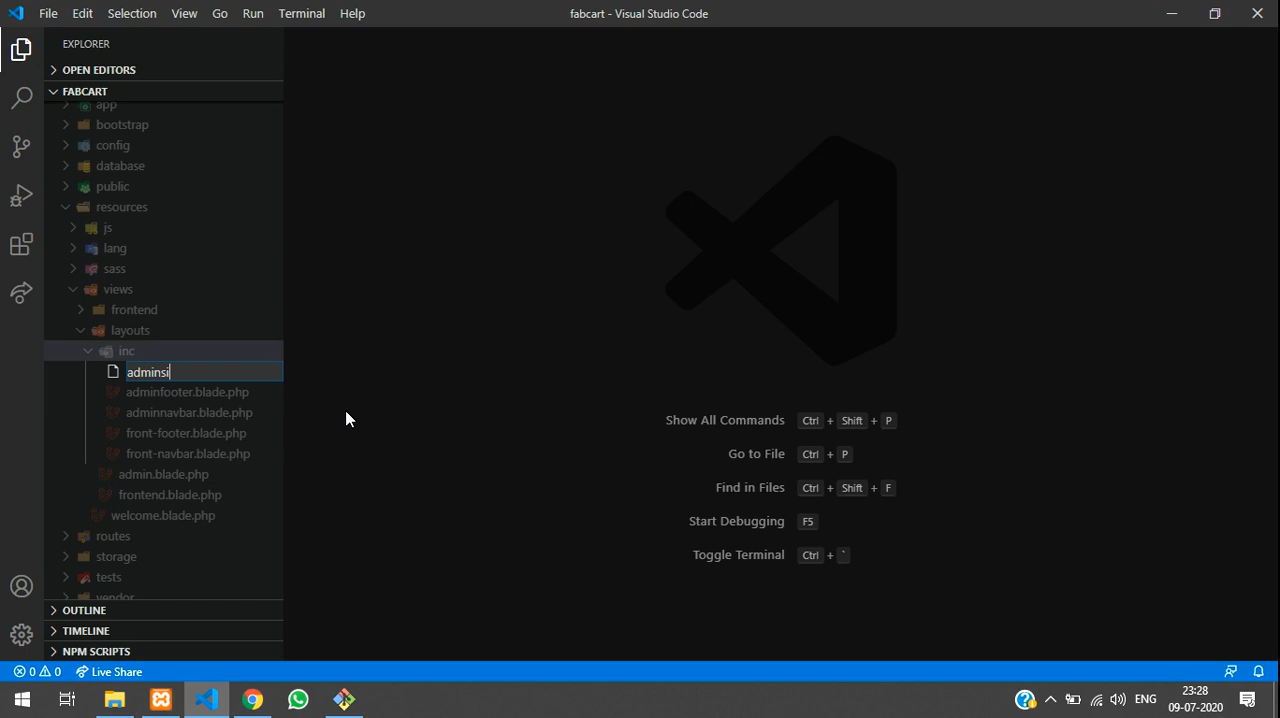 File Edit Selection View Go Run Terminal Help
fabcart - Visual Studio Code
EXPLORER
OPEN EDITORS
FABCART
app
bootstrap
config
database
public
resources
js
lang
sass
views
frontend
layouts
inc
adminsi
adminfooter.blade.php
adminnavbar.blade.php
front-footer.blade.php
front-navbar.blade.php
admin.blade.php
frontend.blade.php
welcome.blade.php
routes
storage
tests
vendor
OUTLINE
TIMELINE
NPM SCRIPTS
Show All Commands Ctrl + Shift + P
Go to File Ctrl + P
Find in Files Ctrl + Shift + F
Start Debugging F5
Toggle Terminal Ctrl + `
0 0 Live Share
ENG
23:28
09-07-2020